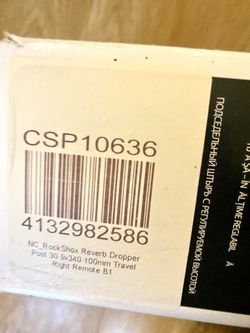 CSP10636
4132982586
NC_RockShox Reverb Dropper
Post 30.9x340 100mm Travel
Right Remote B1
ПОДСЕДЕЛЬНЫЙ ШТЫРЬ С РЕГУЛИРУЕМОЙ ВЫСОТОЙ